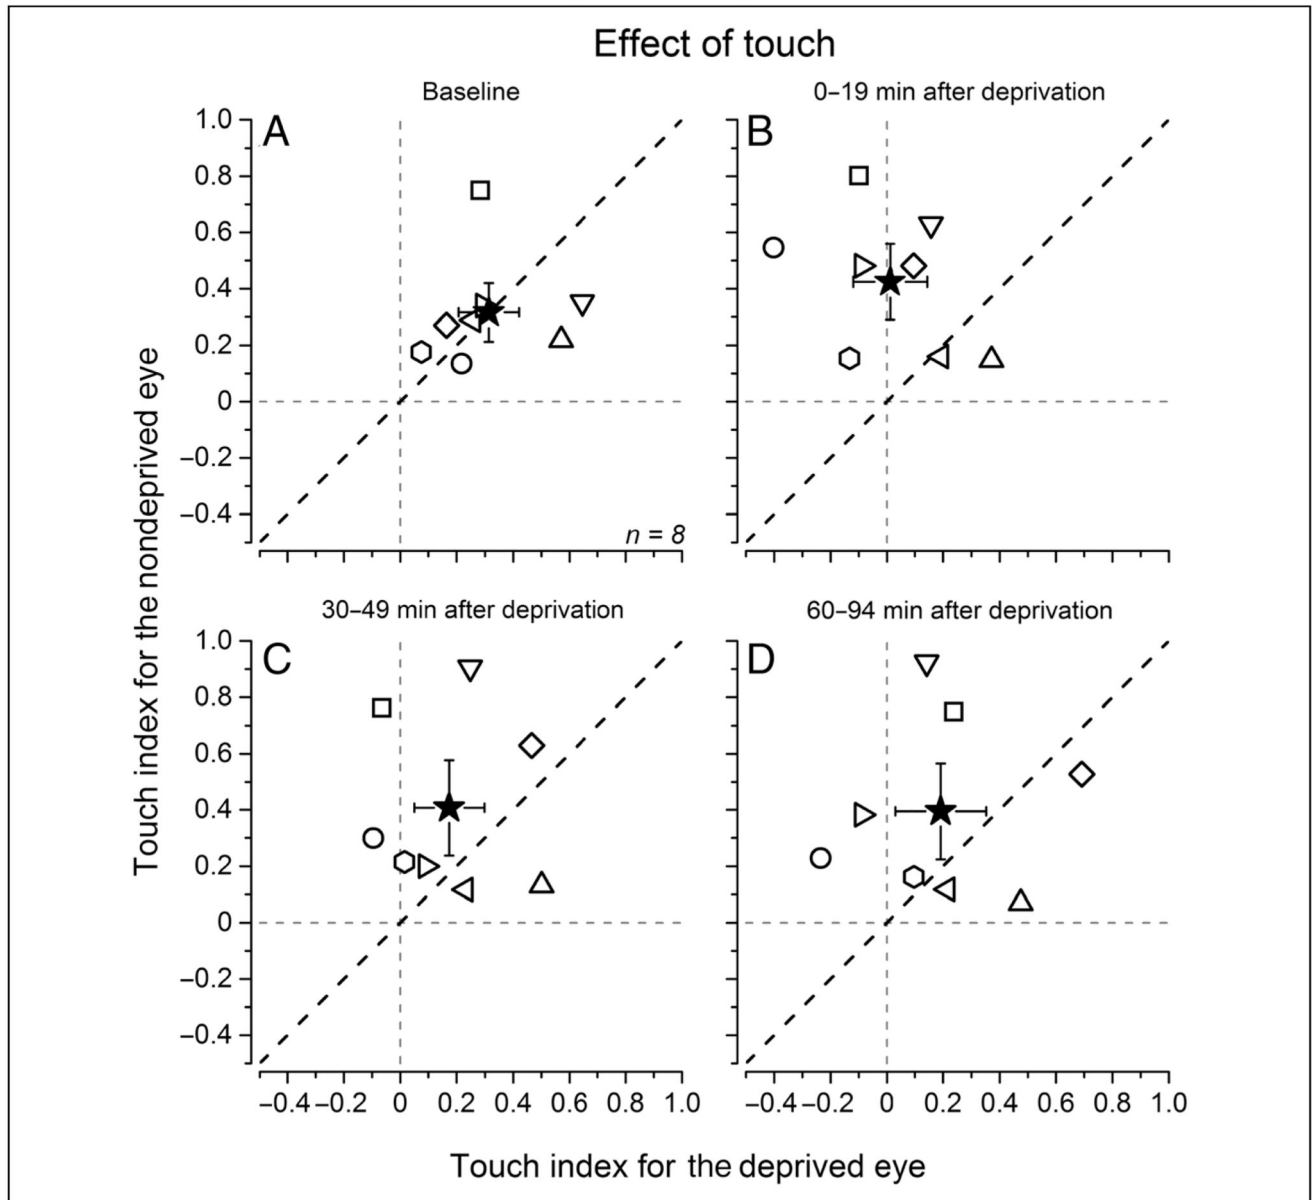 Effect of touch
Baseline
0–19 min after deprivation
A
B
1.0
0.8
0.6
0.4
0.2
0
–0.2
–0.4
n = 8
Touch index for the nondeprived eye
30–49 min after deprivation
60–94 min after deprivation
C
D
1.0
0.8
0.6
0.4
0.2
0
–0.2
–0.4
–0.4 –0.2 0 0.2 0.4 0.6 0.8 1.0
–0.4 –0.2 0 0.2 0.4 0.6 0.8 1.0
Touch index for the deprived eye